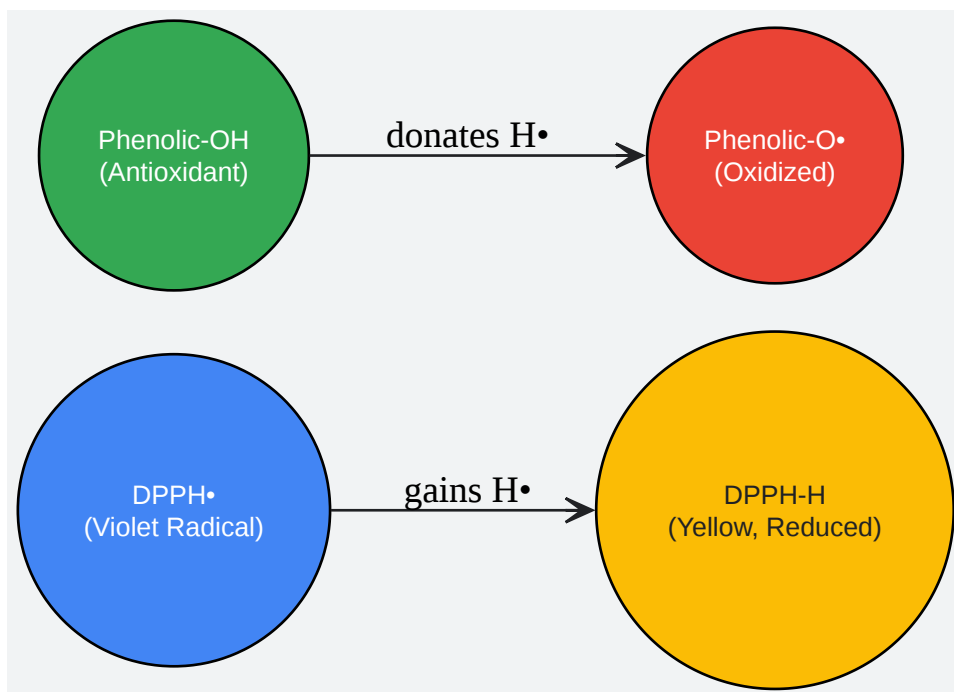 Phenolic-OH
(Antioxidant)
donates H•
Phenolic-O•
(Oxidized)
DPPH•
(Violet Radical)
gains H•
DPPH-H
(Yellow, Reduced)